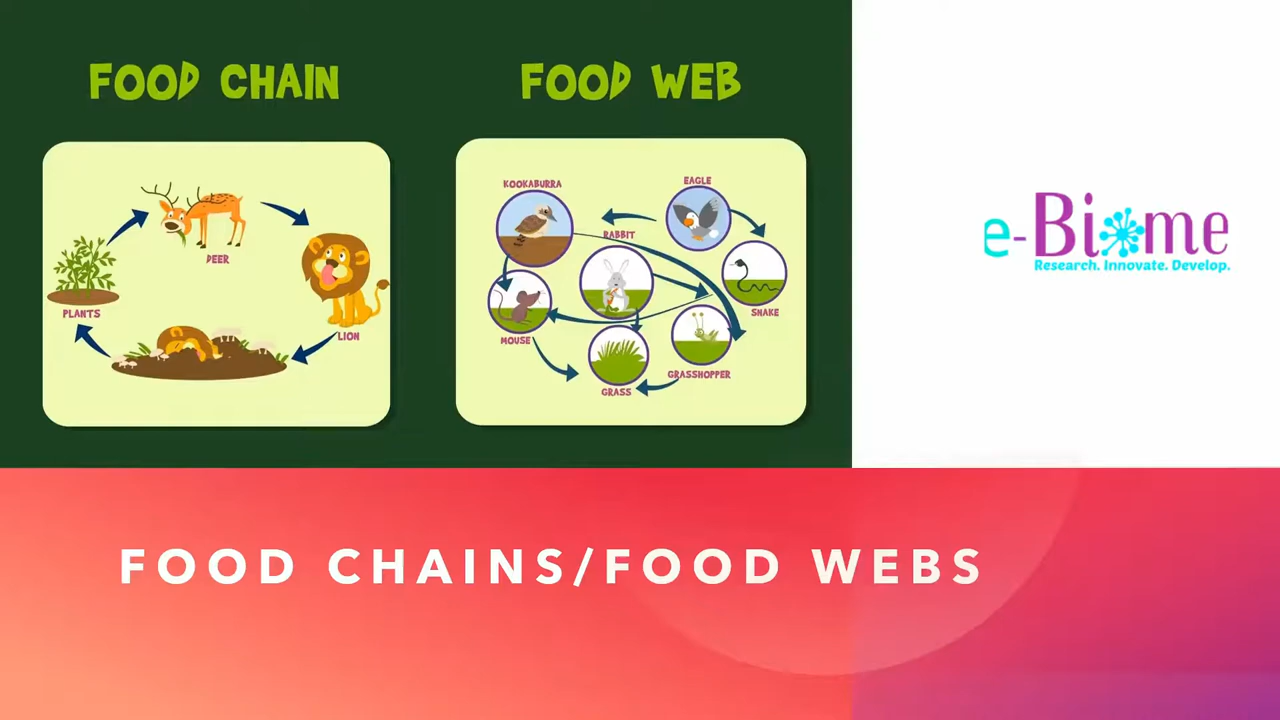 FOOD CHAIN
FOOD WEB
DEER
PLANTS
LION
KOOKABURRA
EAGLE
RABBIT
SNAKE
MOUSE
GRASSHOPPER
GRASS
e-Biome
Research. Innovate. Develop.
FOOD CHAINS/FOOD WEBS